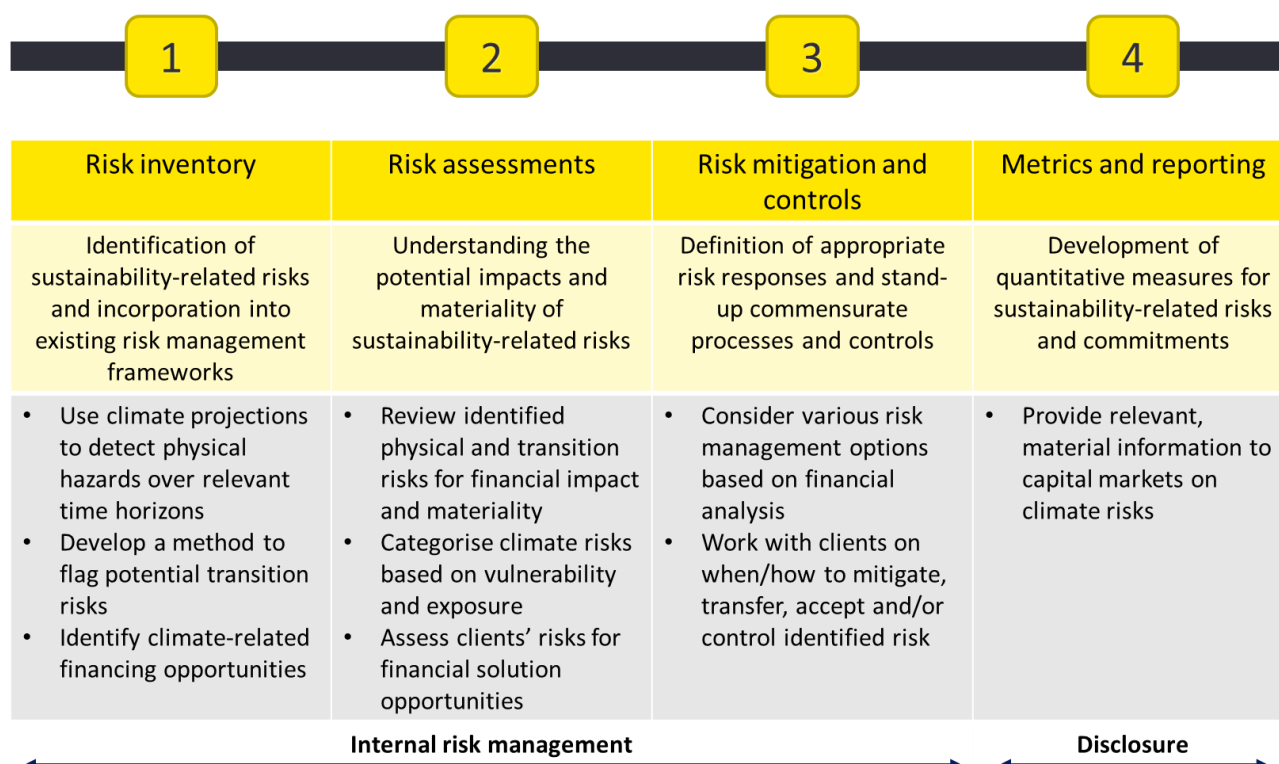 1
2
3
4
Risk inventory
Risk assessments
Risk mitigation and
controls
Metrics and reporting
Identification of
sustainability-related risks
and incorporation into
existing risk management
frameworks
Understanding the
potential impacts and
materiality of
sustainability-related risks
Definition of appropriate
risk responses and stand-
up commensurate
processes and controls
Development of
quantitative measures for
sustainability-related risks
and commitments
• Use climate projections
to detect physical
hazards over relevant
time horizons
• Develop a method to
flag potential transition
risks
• Identify climate-related
financing opportunities
• Review identified
physical and transition
risks for financial impact
and materiality
• Categorise climate risks
based on vulnerability
and exposure
• Assess clients’ risks for
financial solution
opportunities
• Consider various risk
management options
based on financial
analysis
• Work with clients on
when/how to mitigate,
transfer, accept and/or
control identified risk
• Provide relevant,
material information to
capital markets on
climate risks
Internal risk management
Disclosure